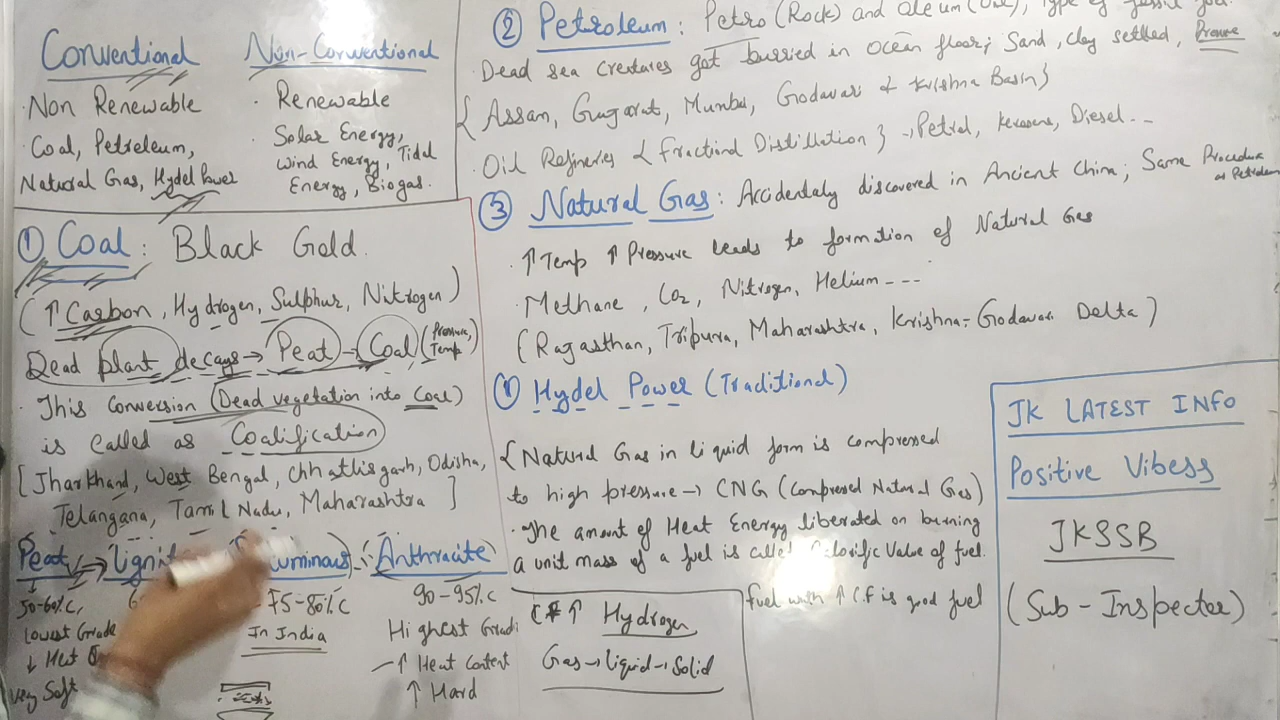 Conventional
Non-Conventional
· Non Renewable
· Coal, Petroleum,
Natural Gas, Hydel Power
· Renewable
· Solar Energy,
Wind Energy, Tidal
Energy, Biogas.
① Coal : Black Gold.
(↑ Carbon, Hydrogen, Sulphur, Nitrogen)
Dead plant decays → Peat → Coal (Pressure, Temp)
· This conversion (Dead vegetation into Coal)
is called as Coalification
[Jharkhand, West Bengal, Chhattisgarh, Odisha,
Telangana, Tamil Nadu, Maharashtra]
Peat → Anthracite
50-60%C,
Lowest Grade
↓ Heat
Very Soft
75-80%C
In India
90-95%C
Highest
↑ Heat Content
↑ Hard
② Petroleum : Petro (Rock) and oleum (Oil), Type of fossil fuel.
· Dead sea creatures got burried in ocean floor; Sand, clay settled,
{Assam, Gujarat, Mumbai, Godavari & Krishna Basin}
· Oil Refineries { Fractional Distillation } → Petrol, Kerosene, Diesel--
③ Natural Gas : Accidentaly discovered in Ancient China; Same Procedure as Petroleum
· ↑ Temp ↑ Pressure leads to formation of Natural Gas
· Methane, CO2, Nitrogen, Helium----
(Rajasthan, Tripura, Maharashtra, Krishna-Godavari Delta)
Hydel Power (Traditional)
{Natural Gas in liquid form is compressed
to high pressure → CNG (Compressed Natural Gas)
· The amount of Heat Energy liberated on burning
a unit mass of a fuel is called Calorific Value of fuel.
fuel with ↑ C.F is good fuel
↑ Hydrogen
Gas → liquid → Solid
JK LATEST INFO
Positive Vibess
JKSSB
(Sub-Inspector)